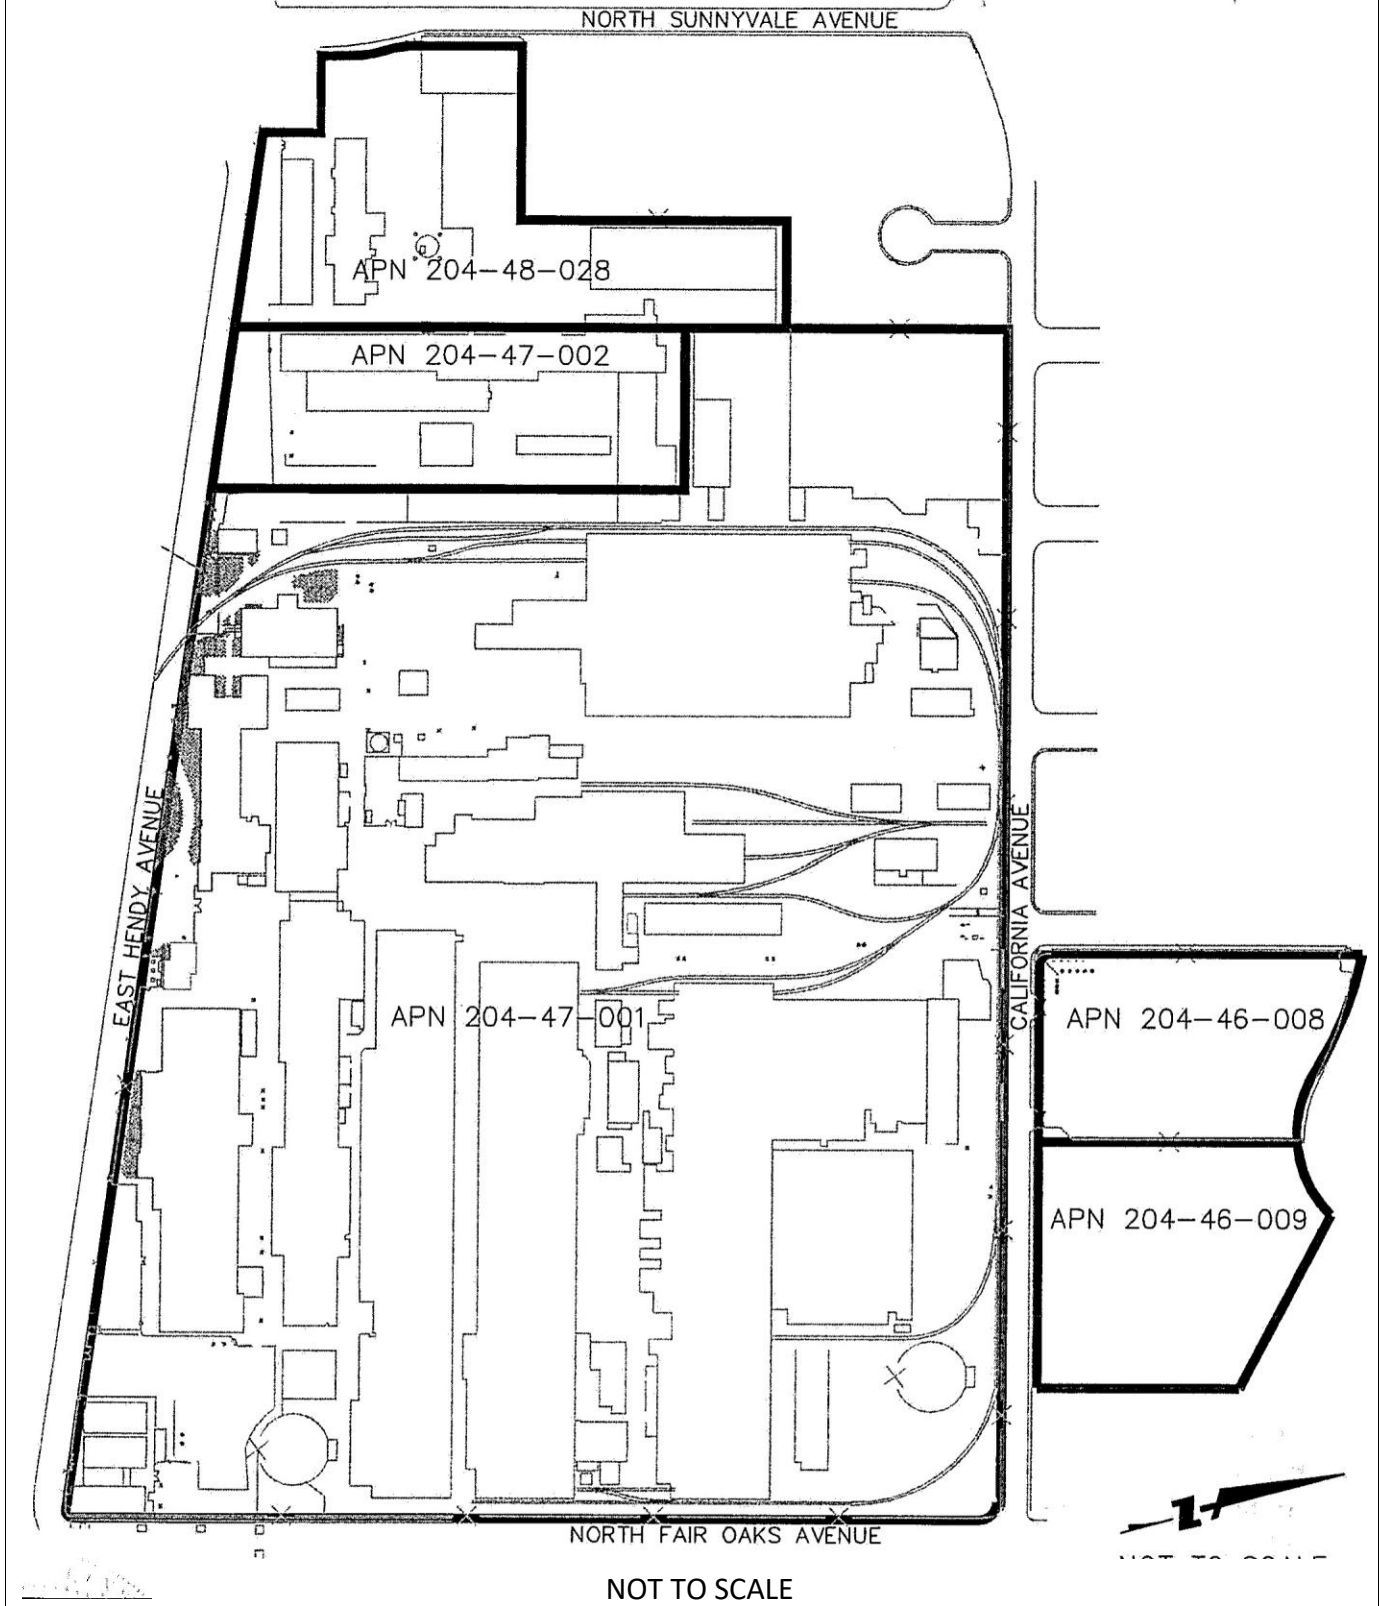 NORTH SUNNYVALE AVENUE
APN 204-48-028
APN 204-47-002
EAST HENDY AVENUE
CALIFORNIA AVENUE
APN 204-47-001
APN 204-46-008
APN 204-46-009
NORTH FAIR OAKS AVENUE
NOT TO SCALE